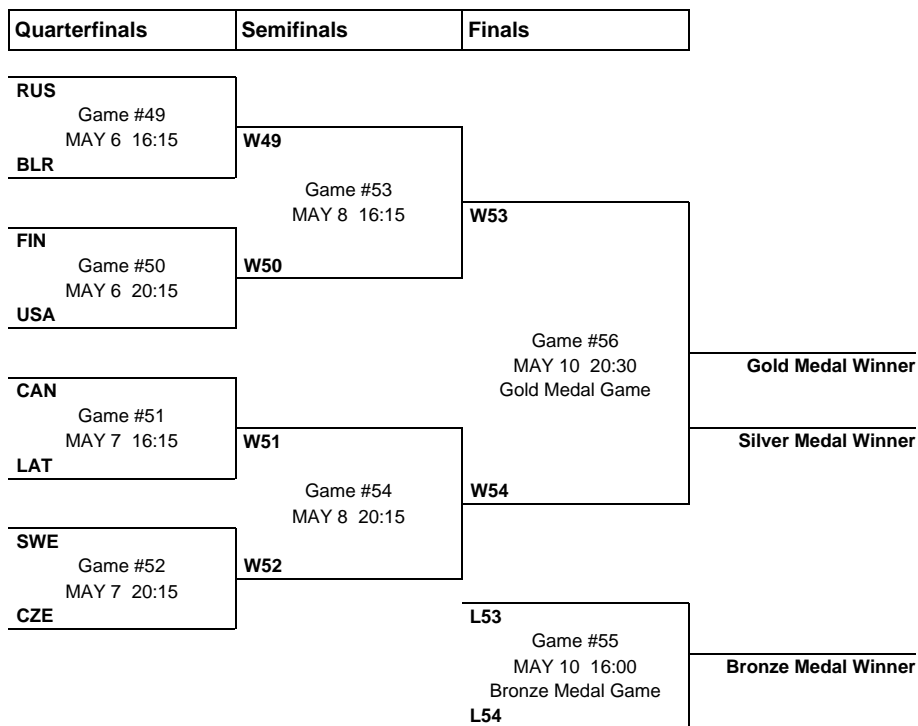 Quarterfinals
Semifinals
Finals
RUS
Game #49
MAY 6 16:15
BLR
FIN
Game #50
MAY 6 20:15
USA
CAN
Game #51
MAY 7 16:15
LAT
SWE
Game #52
MAY 7 20:15
CZE
W49
Game #53
MAY 8 16:15
W50
W51
Game #54
MAY 8 20:15
W52
W53
Game #56
MAY 10 20:30
Gold Medal Game
W54
L53
Game #55
MAY 10 16:00
Bronze Medal Game
L54
Gold Medal Winner
Silver Medal Winner
Bronze Medal Winner